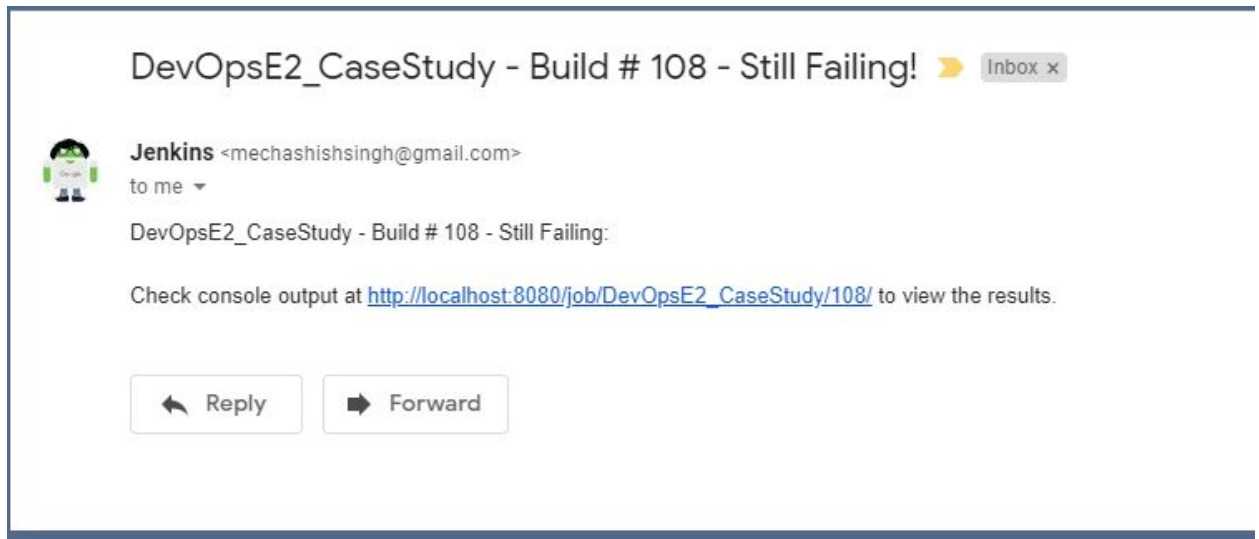 DevOpsE2_CaseStudy - Build # 108 - Still Failing! Inbox x
Jenkins <mechashishsingh@gmail.com>
to me
DevOpsE2_CaseStudy - Build # 108 - Still Failing:
Check console output at http://localhost:8080/job/DevOpsE2_CaseStudy/108/ to view the results.
Reply Forward